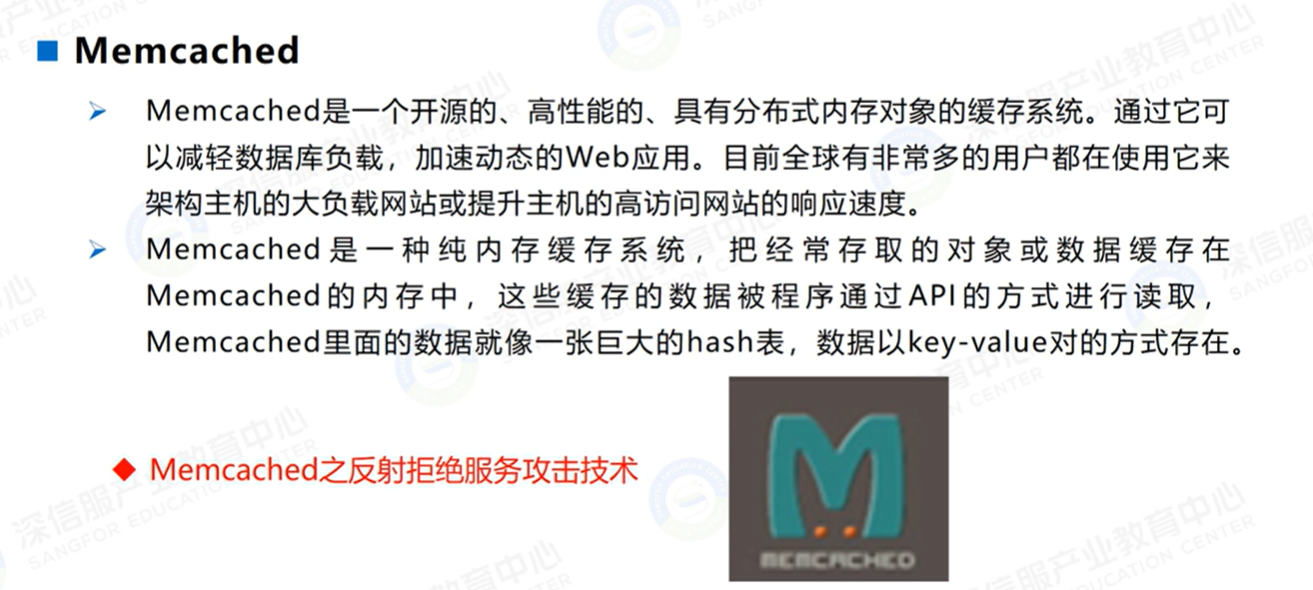 Memcached
Memcached是一个开源的、高性能的、具有分布式内存对象的缓存系统。通过它可
以减轻数据库负载，加速动态的Web应用。目前全球有非常多的用户都在使用它来
架构主机的大负载网站或提升主机的高访问网站的响应速度。
Memcached是一种纯内存缓存系统，把经常存取的对象或数据缓存在
Memcached的内存中，这些缓存的数据被程序通过API的方式进行读取，
Memcached里面的数据就像一张巨大的hash表，数据以key-value对的方式存在。
Memcached之反射拒绝服务攻击技术
MEMCACHED
深信服产业教育中心
SANGFOR EDUCATION CENTER